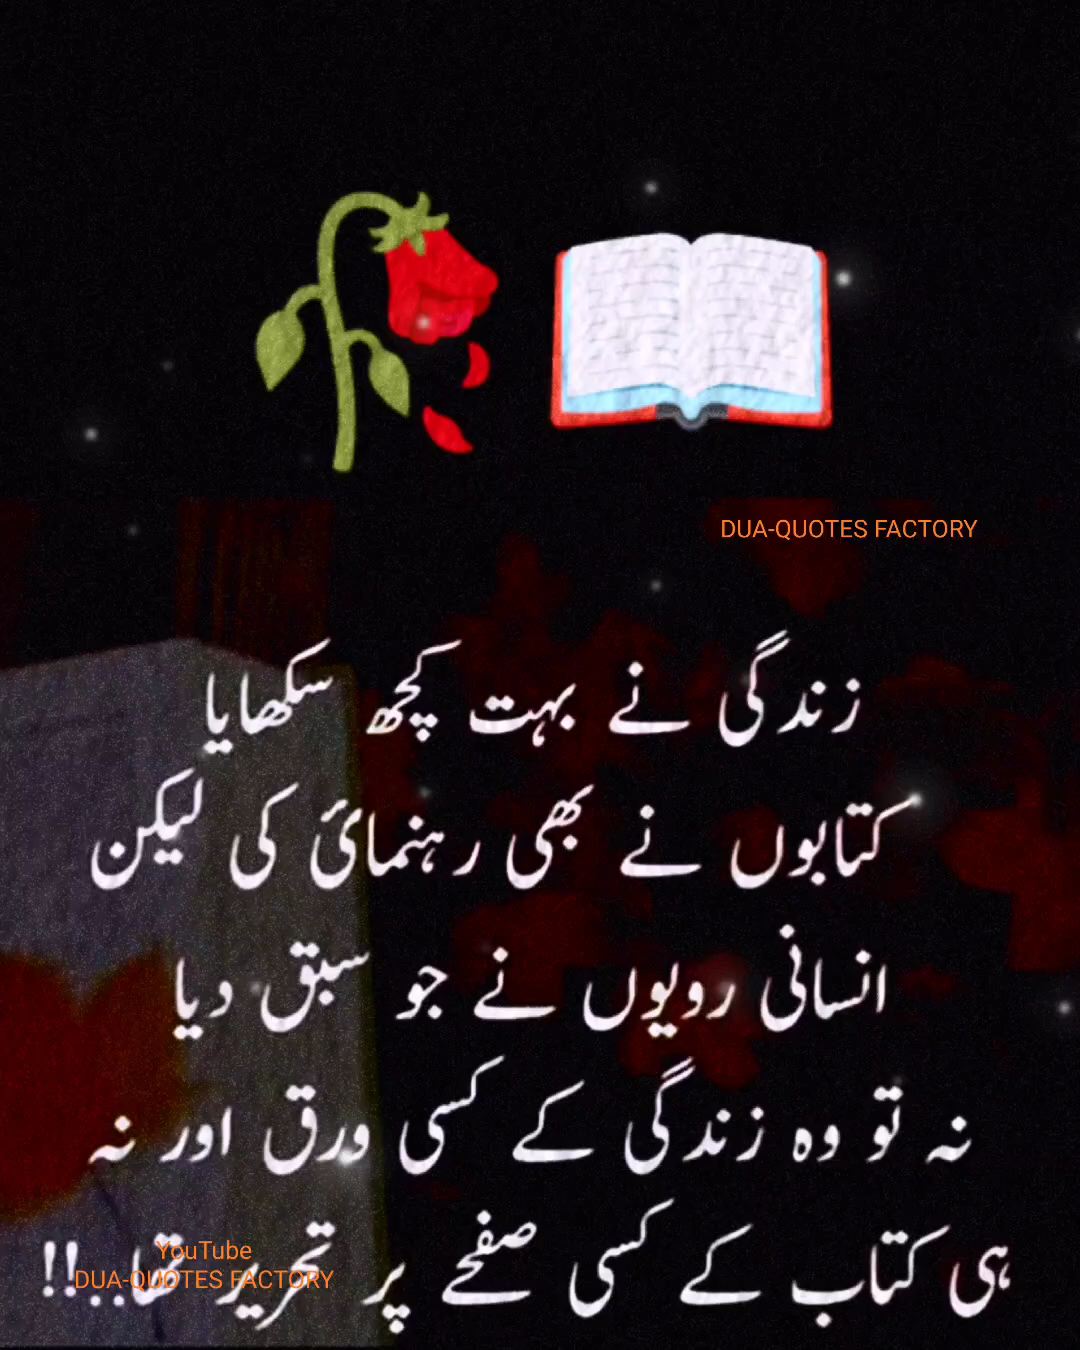 DUA-QUOTES FACTORY
زندگی نے بہت کچھ سکھایا
کتابوں نے بھی رہنمائ کی لیکن
انسانی رویوں نے جو سبق دیا
نہ تو وہ زندگی کے کسی ورق اور نہ
ہی کتاب کے کسی صفحے پر تحریر تھا..!!
YouTube
DUA-QUOTES FACTORY